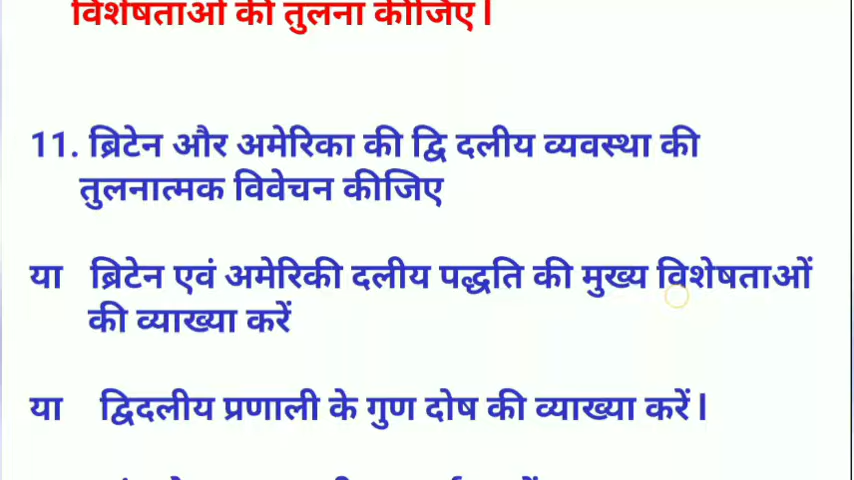 विशेषताओं की तुलना कीजिए।
11. ब्रिटेन और अमेरिका की द्वि दलीय व्यवस्था की
तुलनात्मक विवेचन कीजिए
या ब्रिटेन एवं अमेरिकी दलीय पद्धति की मुख्य विशेषताओं
की व्याख्या करें
या द्विदलीय प्रणाली के गुण दोष की व्याख्या करें।